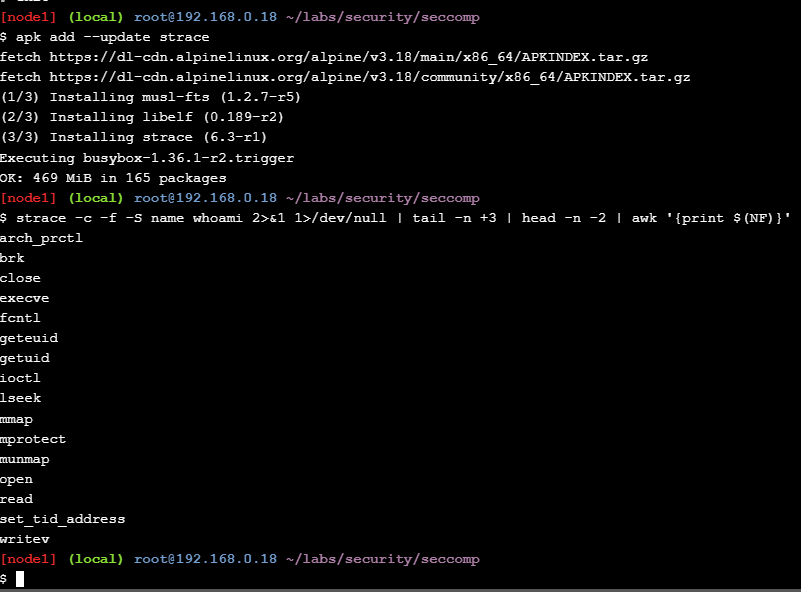 [node1] (local) root@192.168.0.18 ~/labs/security/seccomp
$ apk add --update strace
fetch https://dl-cdn.alpinelinux.org/alpine/v3.18/main/x86_64/APKINDEX.tar.gz
fetch https://dl-cdn.alpinelinux.org/alpine/v3.18/community/x86_64/APKINDEX.tar.gz
(1/3) Installing musl-fts (1.2.7-r5)
(2/3) Installing libelf (0.189-r2)
(3/3) Installing strace (6.3-r1)
Executing busybox-1.36.1-r2.trigger
OK: 469 MiB in 165 packages
[node1] (local) root@192.168.0.18 ~/labs/security/seccomp
$ strace -c -f -S name whoami 2>&1 1>/dev/null | tail -n +3 | head -n -2 | awk '{print $(NF)}'
arch_prctl
brk
close
execve
fcntl
geteuid
getuid
ioctl
lseek
mmap
mprotect
munmap
open
read
set_tid_address
writev
[node1] (local) root@192.168.0.18 ~/labs/security/seccomp
$